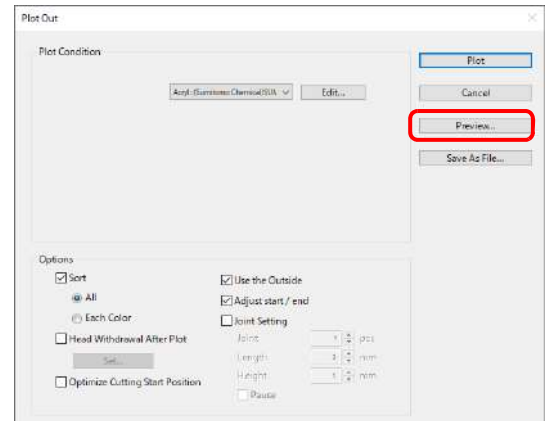 Plot Out
Plot Condition
Plot
Edit...
Cancel
Preview...
Save As File...
Options
Sort
Use the Outside
All
Adjust start / end
Each Color
Joint Setting
Head Withdrawal After Plot
Joint
pcs
Set...
Length
mm
Optimize Cutting Start Position
Height
mm
Pause